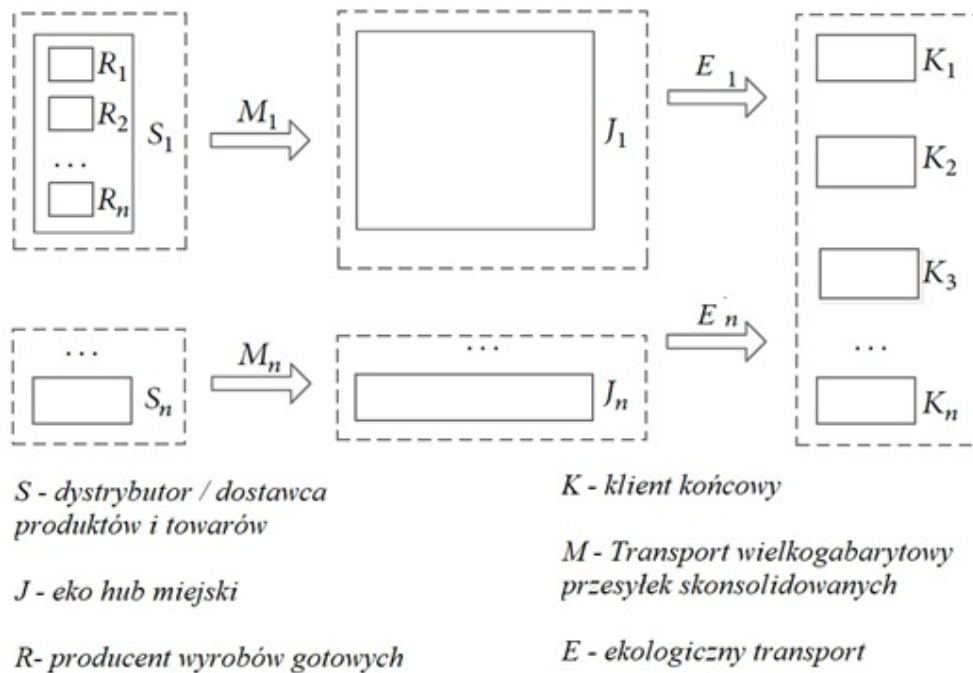 R1
R2
...
Rn
S1
M1
J1
E 1
K1
K2
K3
...
Kn
...
Sn
Mn
...
Jn
E n
S - dystrybutor / dostawca
produktów i towarów
J - eko hub miejski
R- producent wyrobów gotowych
K - klient końcowy
M - Transport wielkogabarytowy
przesyłek skonsolidowanych
E - ekologiczny transport